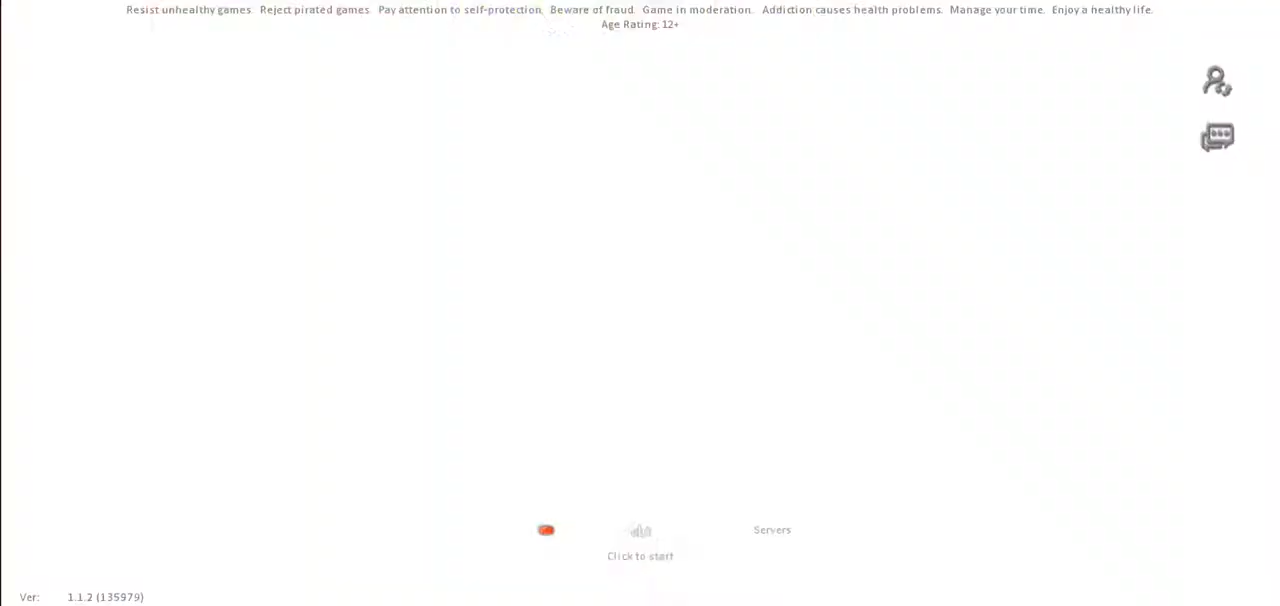 Resist unhealthy games. Reject pirated games. Pay attention to self-protection. Beware of fraud. Game in moderation. Addiction causes health problems. Manage your time. Enjoy a healthy life.
Age Rating: 12+
Servers
Click to start
Ver: 1.1.2 (135979)